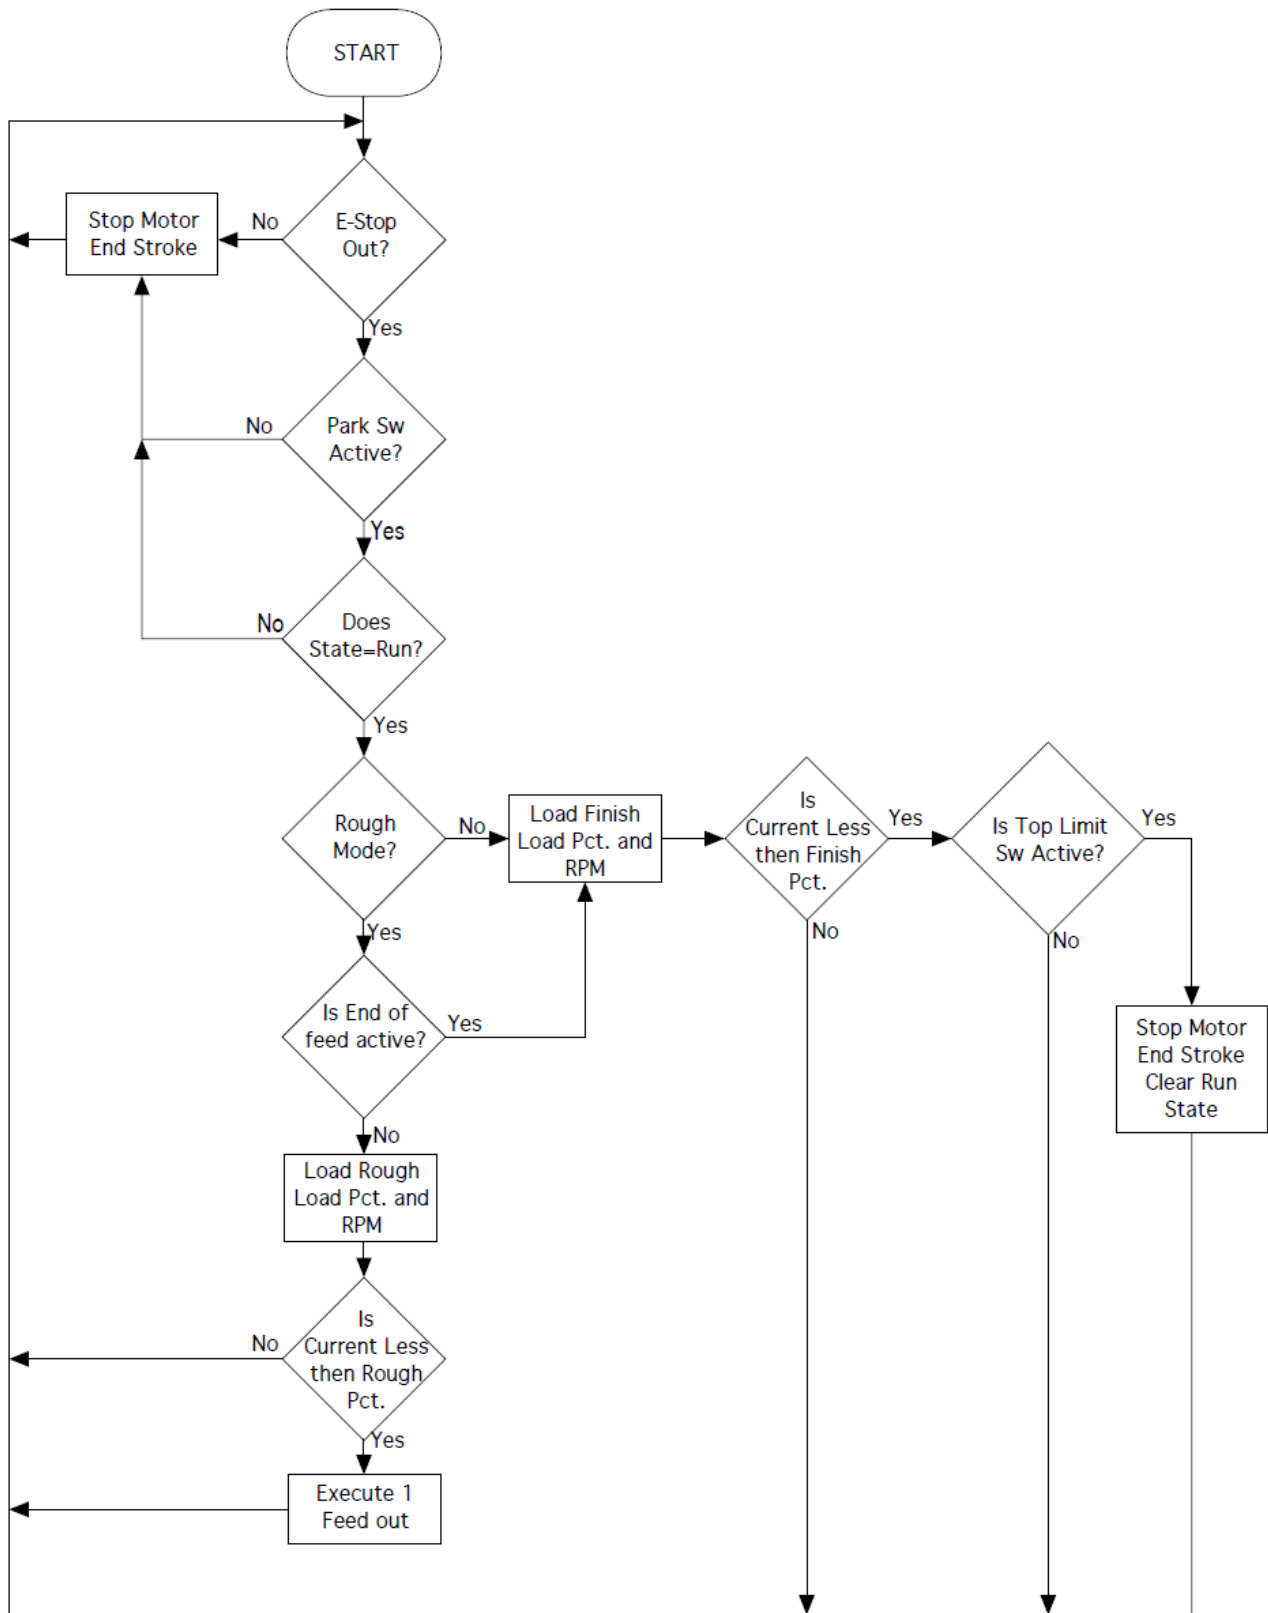 START
E-Stop
Out?
No
Stop Motor
End Stroke
Yes
Park Sw
Active?
No
Yes
Does
State=Run?
No
Yes
Rough
Mode?
No
Load Finish
Load Pct. and
RPM
Is
Current Less
then Finish
Pct.
Yes
Is Top Limit
Sw Active?
Yes
No
No
Stop Motor
End Stroke
Clear Run
State
Yes
Is End of
feed active?
Yes
No
Load Rough
Load Pct. and
RPM
Is
Current Less
then Rough
Pct.
No
Yes
Execute 1
Feed out